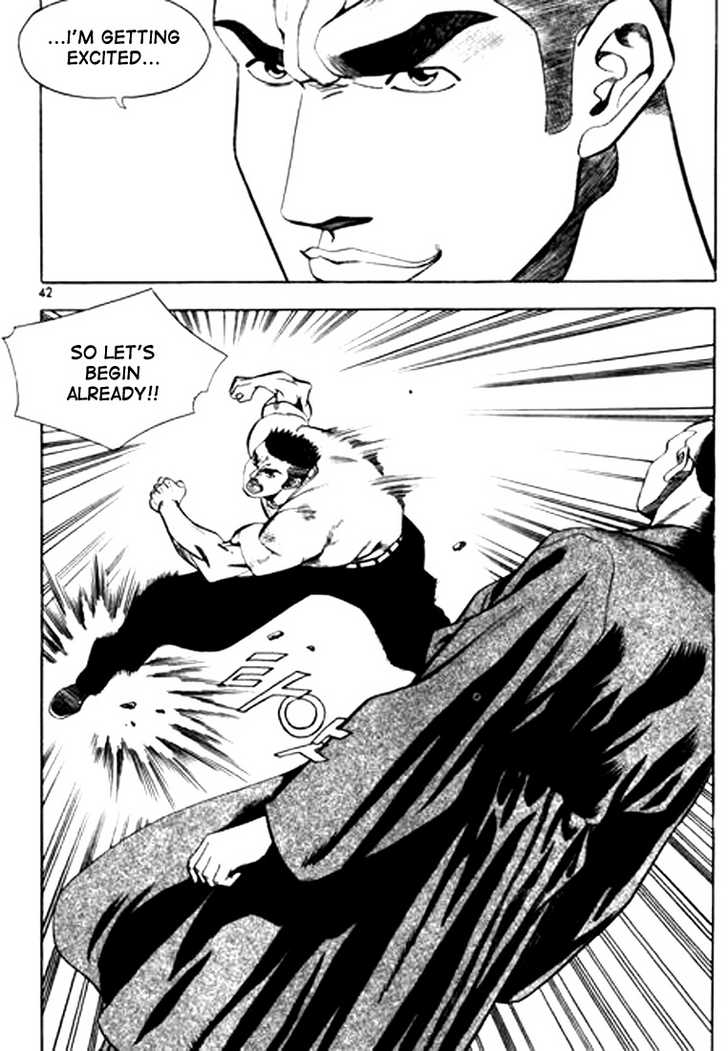 ...I'M GETTING
EXCITED...
42
SO LET'S
BEGIN
ALREADY!!